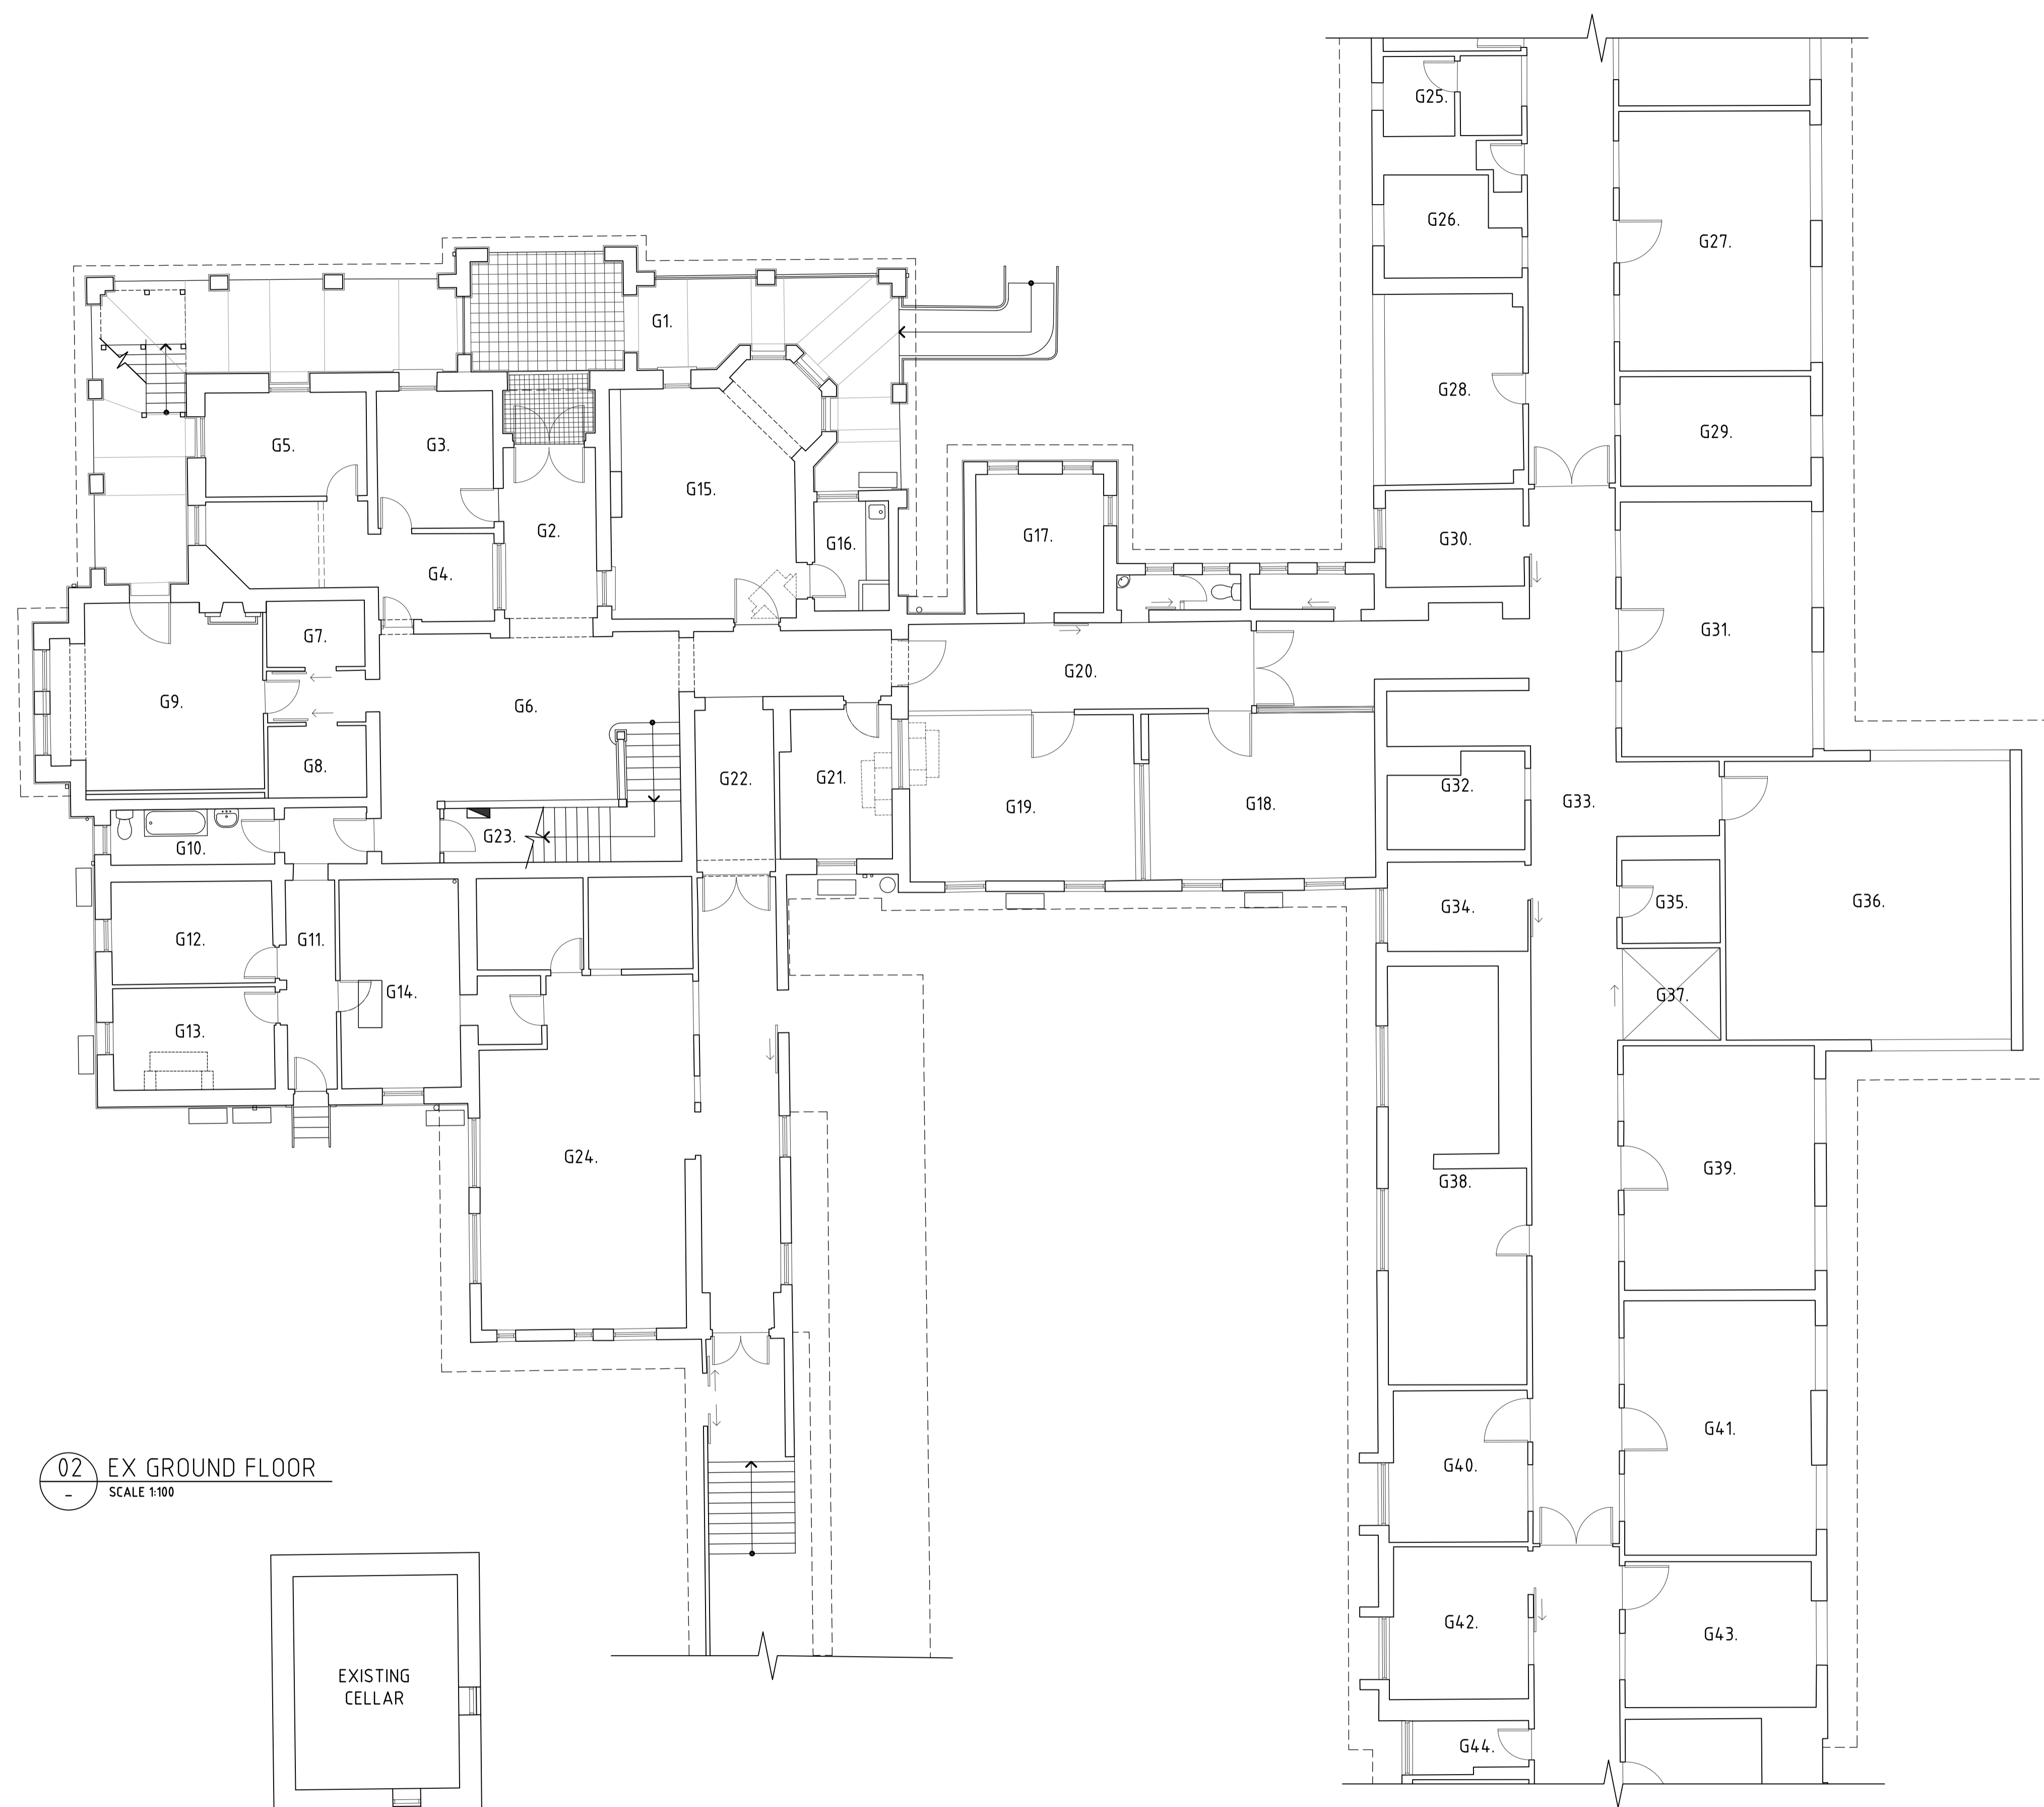 G25.
G26.
G27.
G1.
G28.
G5.
G3.
G29.
G15.
G2.
G16.
G17.
G30.
G4.
G7.
G31.
G9.
G6.
G20.
G8.
G22.
G21.
G19.
G18.
G32.
G33.
G10.
G23.
G12.
G11.
G14.
G34.
G35.
G36.
G13.
G37.
G24.
G38.
G39.
G41.
02
-
EX GROUND FLOOR
SCALE 1:100
G40.
G42.
G43.
EXISTING
CELLAR
G44.